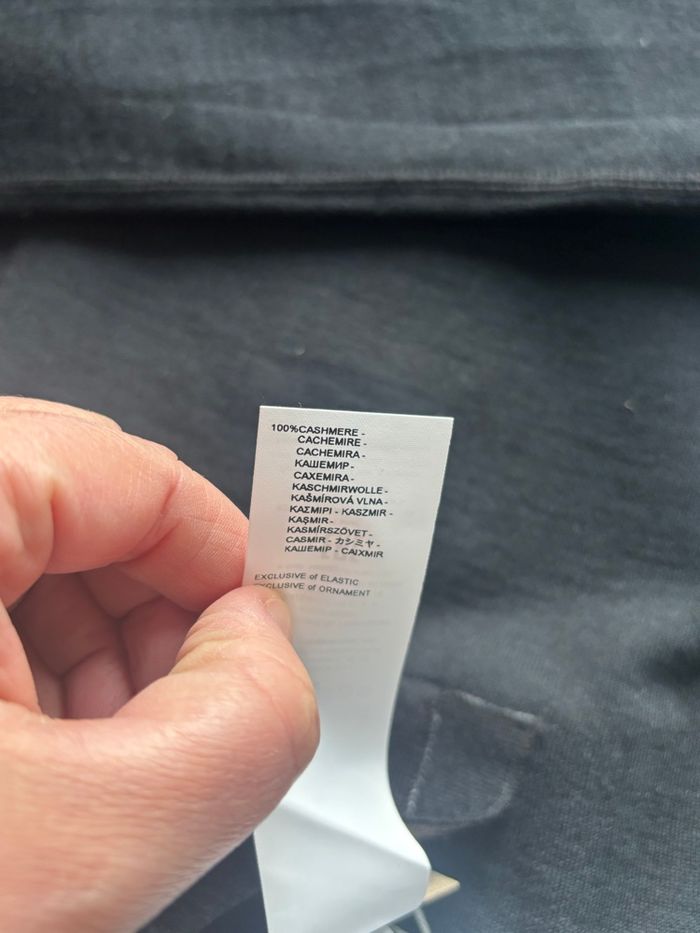 100%CASHMERE -
CACHEMIRE -
CACHEMIRA -
КАШЕМИР -
CAXEMIRA -
KASCHMIRWOLLE -
KAŠMÍROVÁ VLNA -
ΚΑΣΜΙΡΙ - KASZMIR -
KAŞMIR -
KASMÍRSZÖVET -
CASMIR - カシミヤ -
КАШЕМІР - CAIXMIR
EXCLUSIVE of ELASTIC
EXCLUSIVE of ORNAMENT